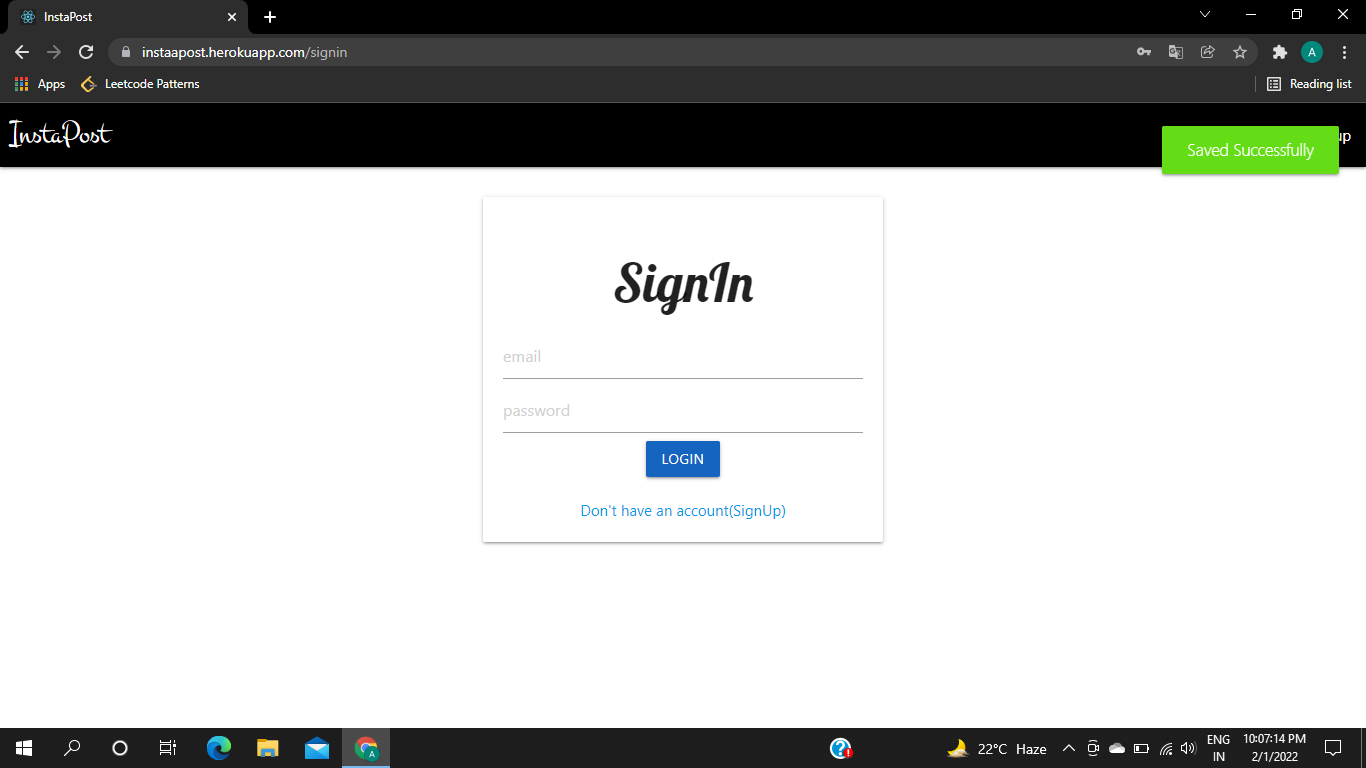 InstaPost
instaapost.herokuapp.com/signin
A
Apps
Leetcode Patterns
Reading list
InstaPost
Saved Successfully
up
SignIn
email
password
LOGIN
Don't have an account(SignUp)
A
22°C Haze
ENG
IN
10:07:14 PM
2/1/2022